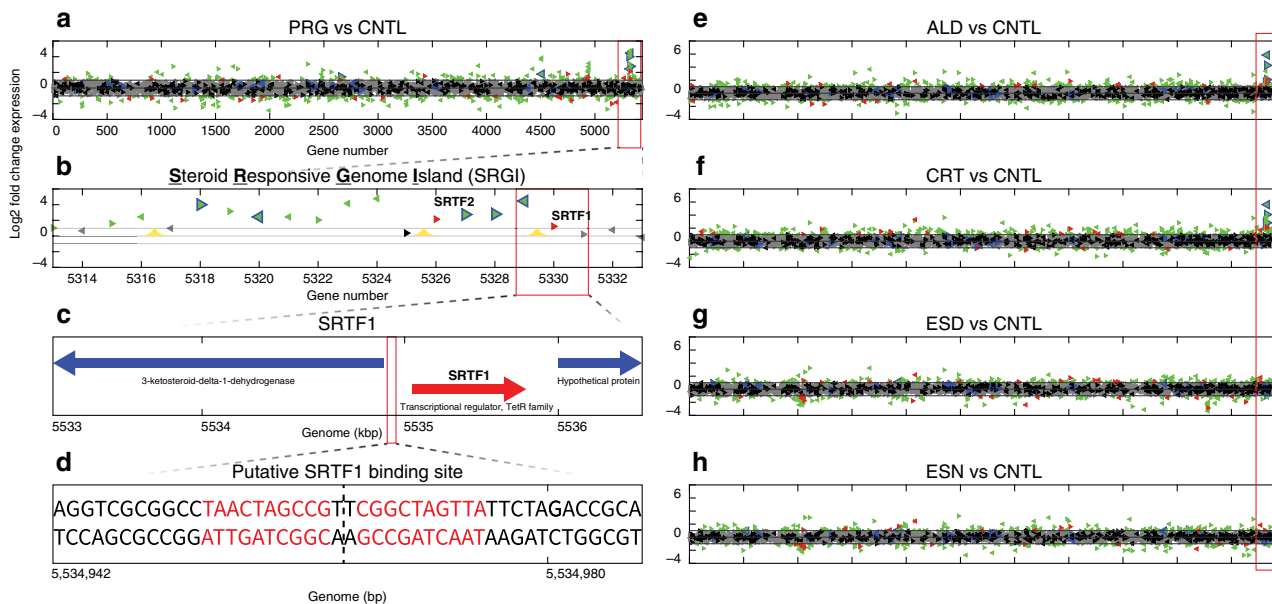 a
PRG vs CNTL
4
0
−4
0 500 1000 1500 2000 2500 3000 3500 4000 4500 5000
Gene number
Log2 fold change expression
b
Steroid Responsive Genome Island (SRGI)
4
0
−4
SRTF2
SRTF1
5314 5316 5318 5320 5322 5324 5326 5328 5330 5332
Gene number
c
SRTF1
3-ketosteroid-delta-1-dehydrogenase
SRTF1
Transcriptional regulator, TetR family
Hypothetical protein
5533 5534 5535 5536
Genome (kbp)
d
Putative SRTF1 binding site
AGGTCGCGGCCTAACTAGCCGTTCGGCTAGTTATTCTAGACCGCA
TCCAGCGCCGGATTGATCGGCAAGCCGATCAATAAGATCTGGCGT
5,534,942 5,534,980
Genome (bp)
e
ALD vs CNTL
6
0
−4
f
CRT vs CNTL
6
0
−4
g
ESD vs CNTL
6
0
−4
h
ESN vs CNTL
6
0
−4